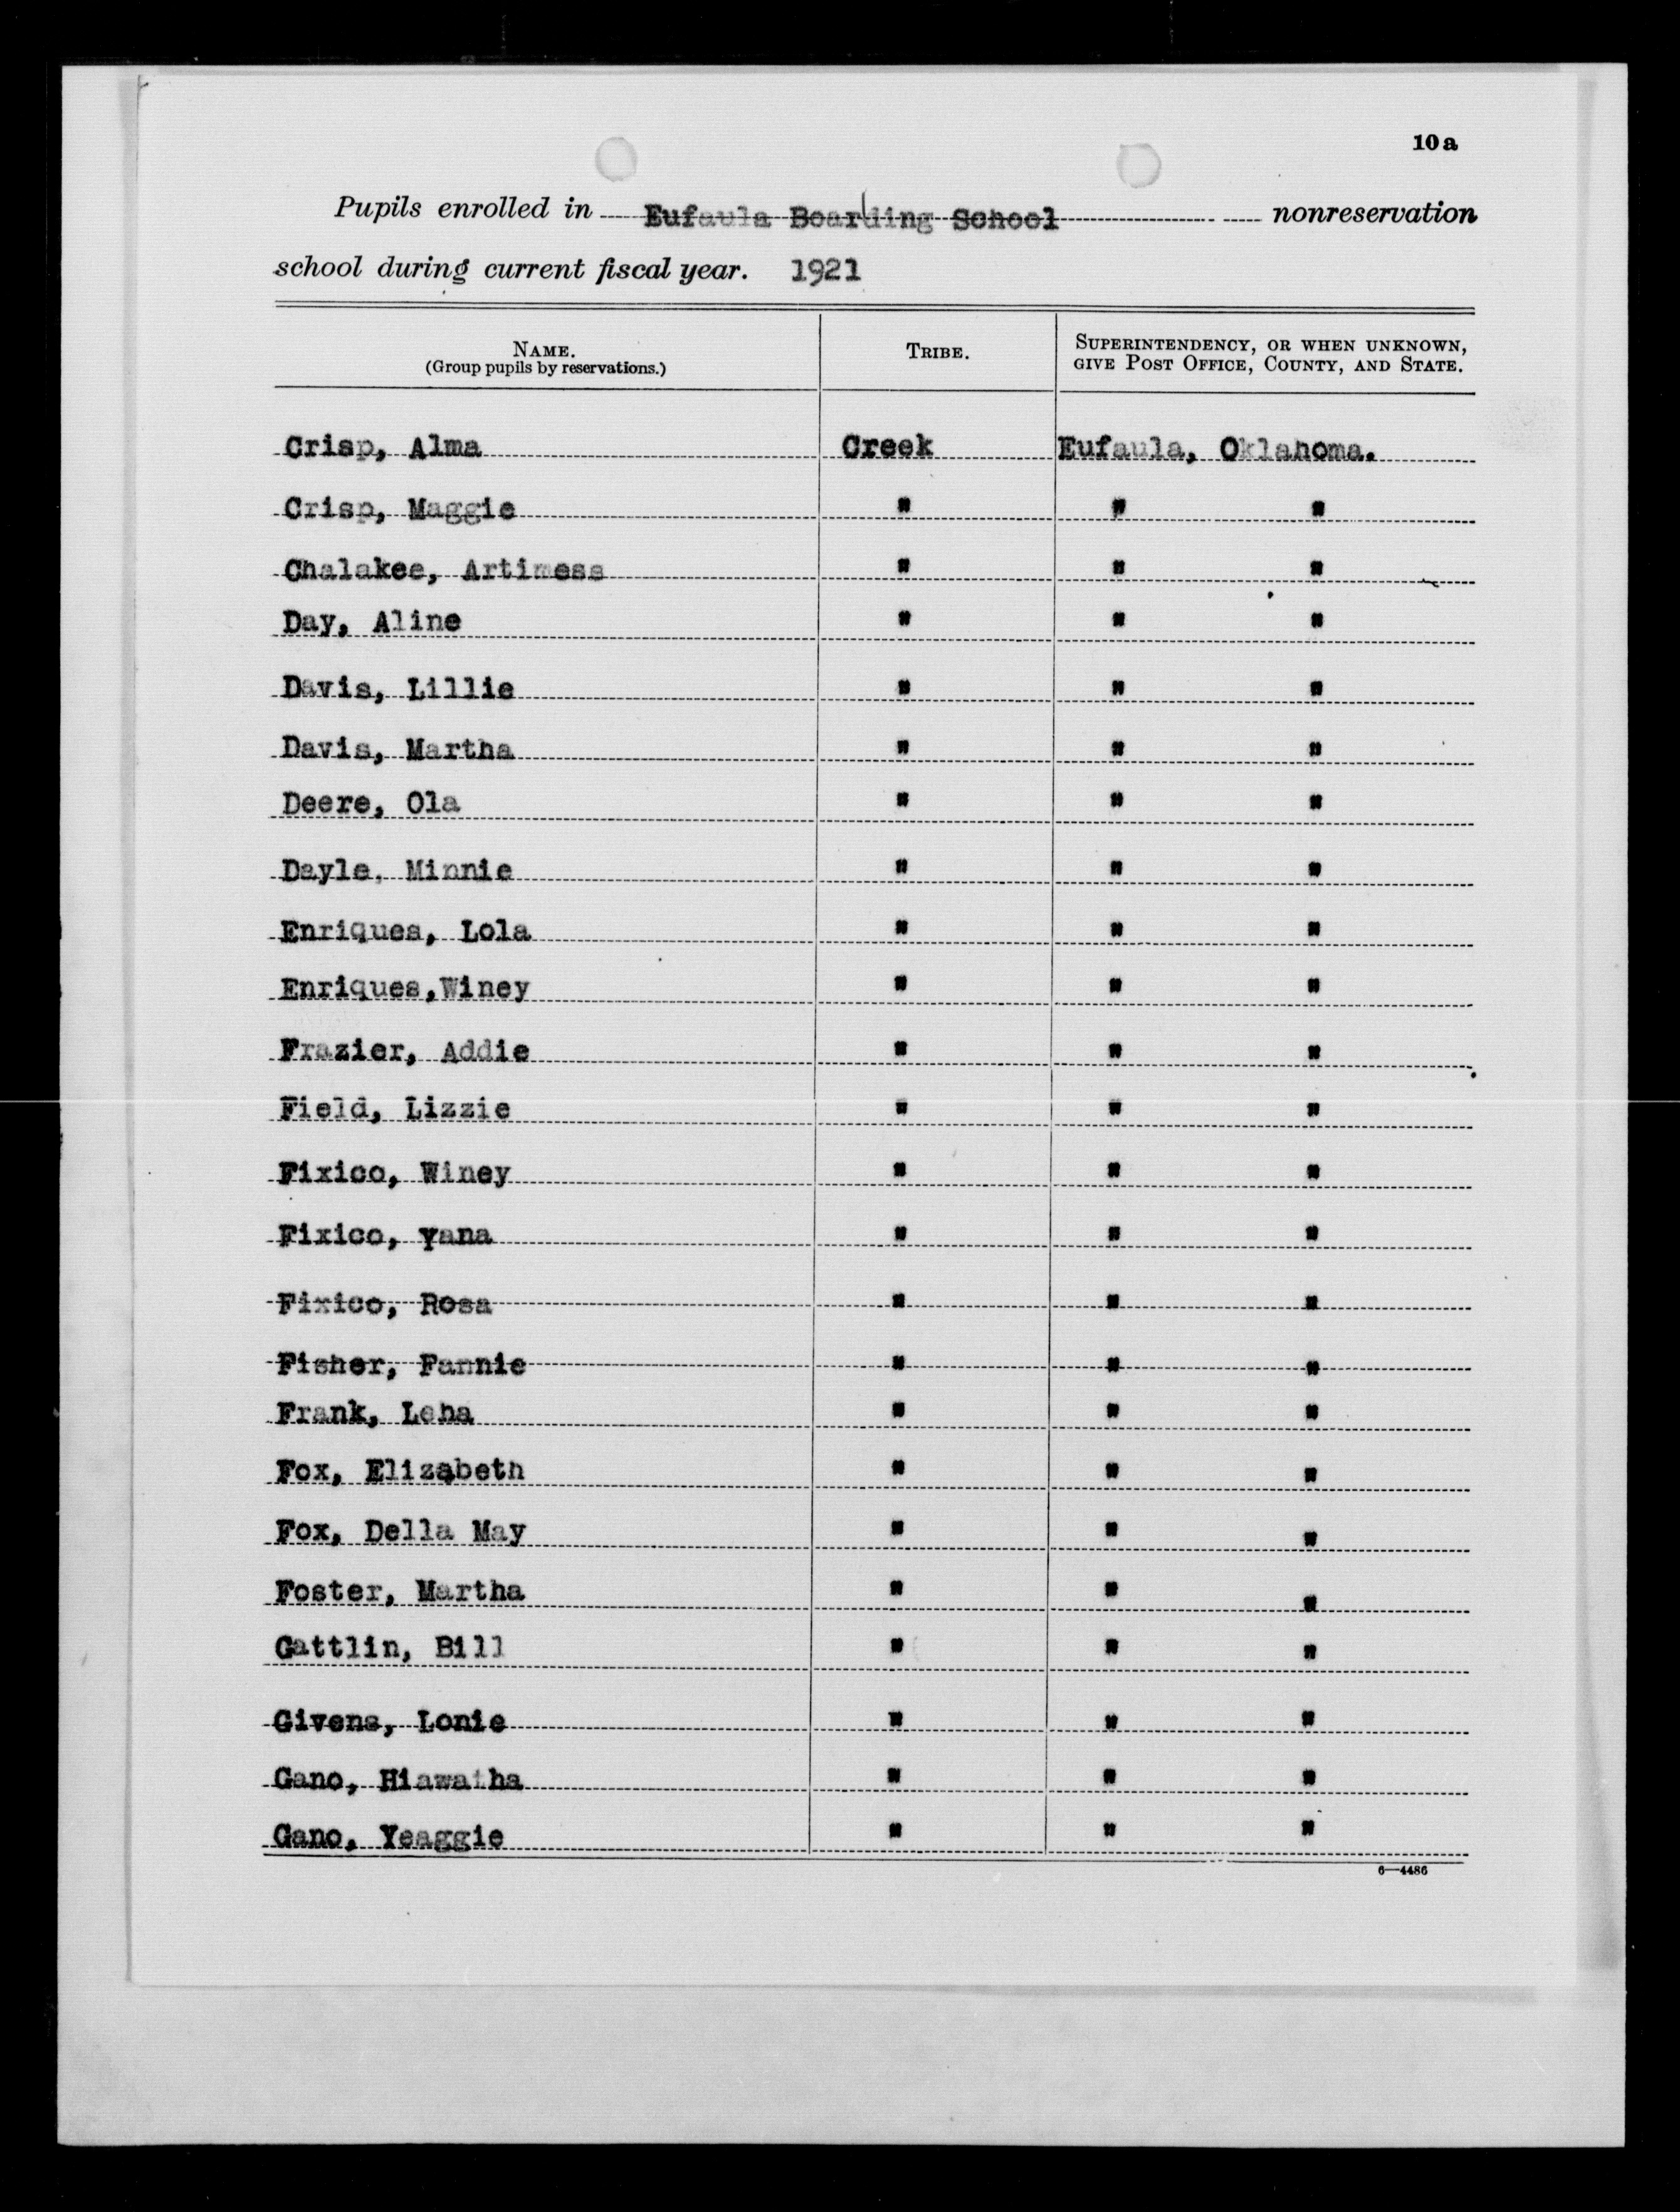 10 a
Pupils enrolled in Eufaula Boarding School nonreservation
school during current fiscal year. 1921
NAME. (Group pupils by reservations.) TRIBE. SUPERINTENDENCY, OR WHEN UNKNOWN, GIVE POST OFFICE, COUNTY, AND STATE.
Crisp, Alma Creek Eufaula, Oklahoma.
Crisp, Maggie " " "
Chalakee, Artimess " " "
Day, Aline " " "
Davis, Lillie " " "
Davis, Martha " " "
Deere, Ola " " "
Dayle, Minnie " " "
Enriques, Lola " " "
Enriques,Winey " " "
Frazier, Addie " " "
Field, Lizzie " " "
Fixico, Winey " " "
Fixico, Yana " " "
Fixico, Rosa " " "
Fisher, Fannie " " "
Frank, Lena " " "
Fox, Elizabeth " " "
Fox, Della May " " "
Foster, Martha " " "
Gattlin, Bill " " "
Givens, Lonie " " "
Gano, Hiawatha " " "
Gano, Yeaggie " " "
6—4486